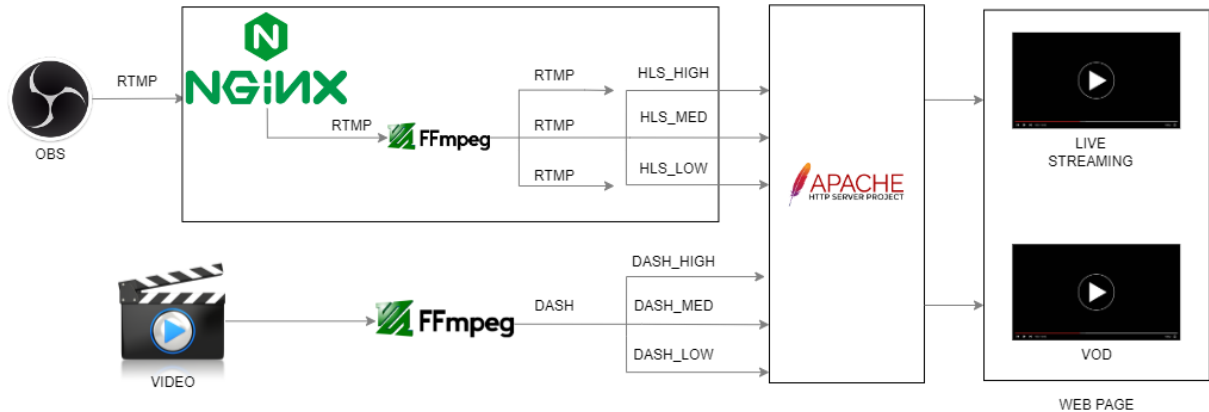 RTMP
OBS
NGINX
RTMP
FFmpeg
RTMP
RTMP
RTMP
HLS_HIGH
HLS_MED
HLS_LOW
APACHE
HTTP SERVER PROJECT
LIVE
STREAMING
VIDEO
FFmpeg
DASH
DASH_HIGH
DASH_MED
DASH_LOW
VOD
WEB PAGE